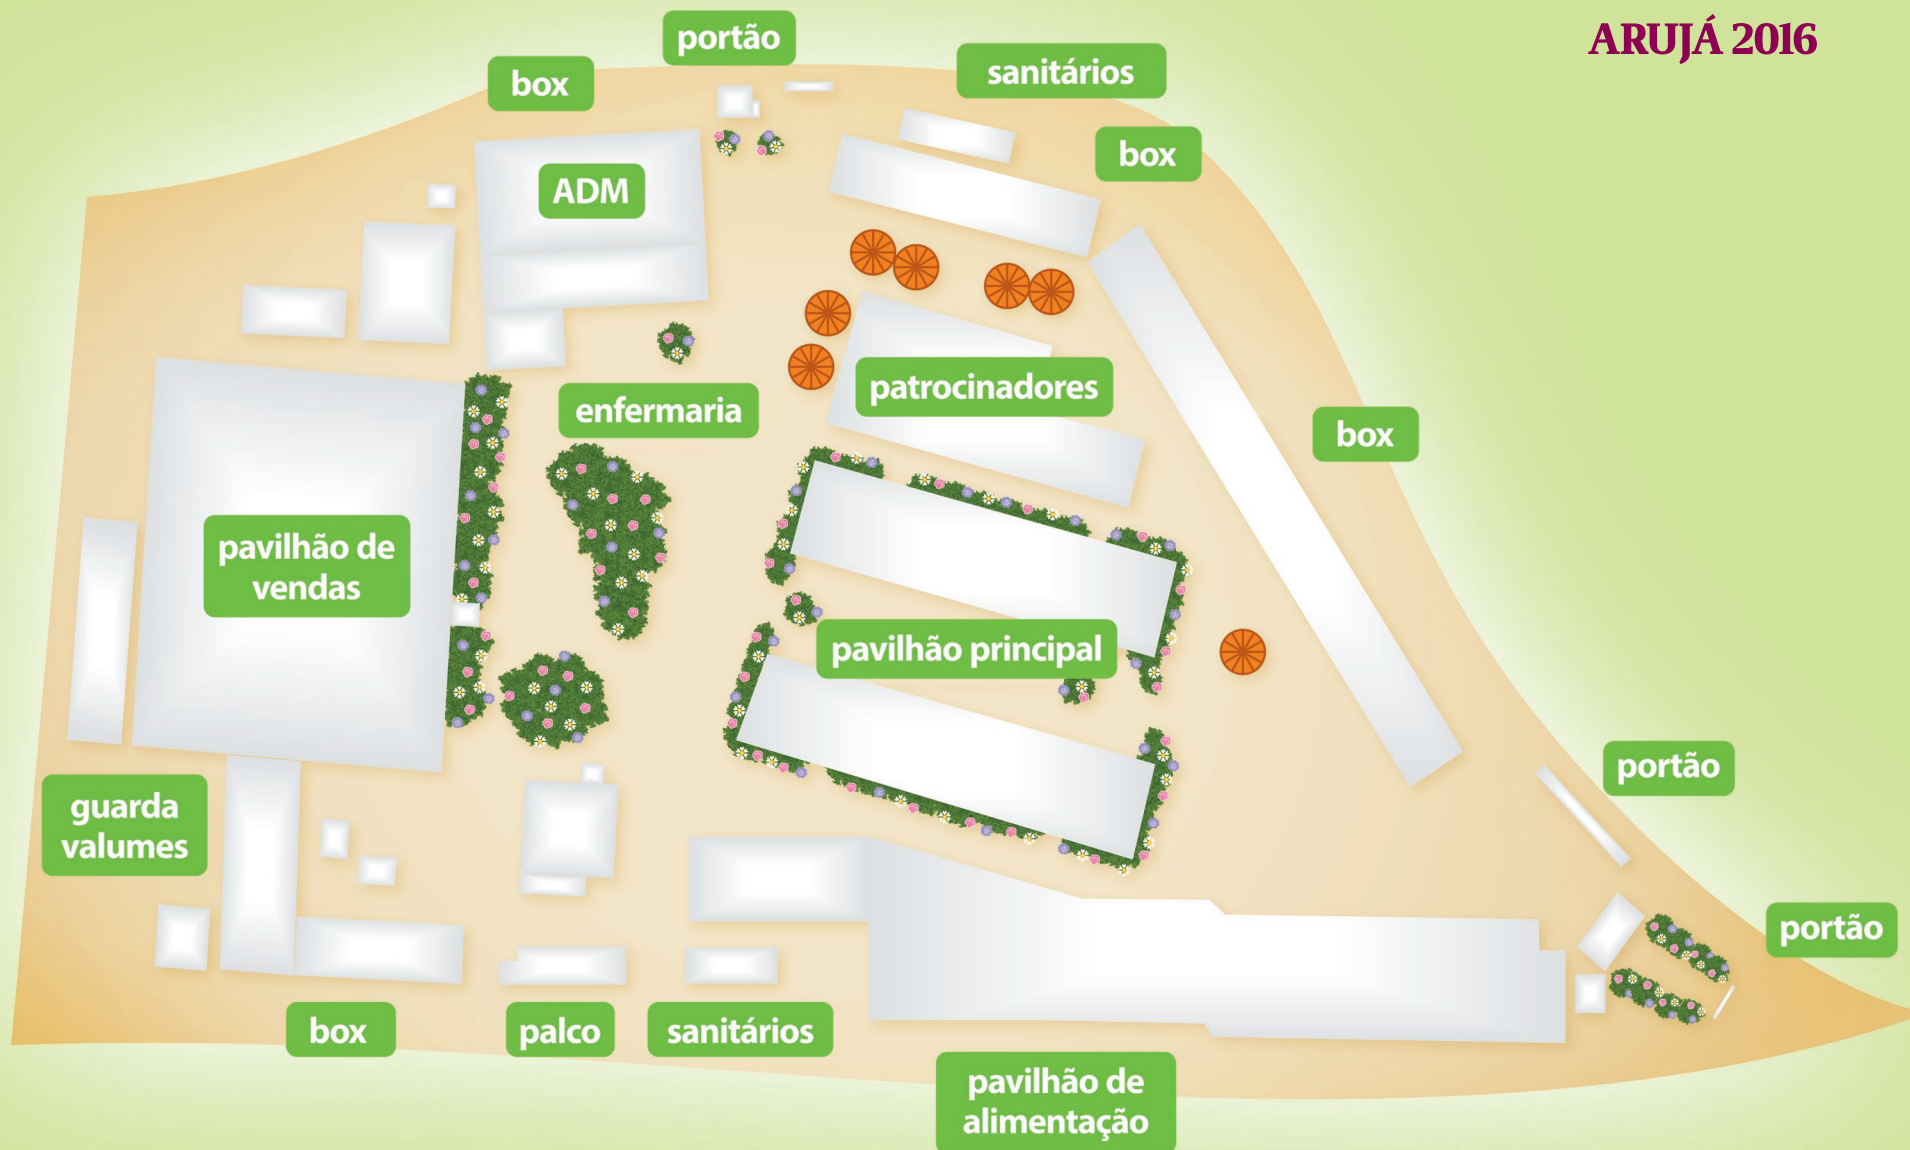 ARUJÁ 2016
portão
box
sanitários
box
ADM
patrocinadores
enfermaria
box
pavilhão de
vendas
pavilhão principal
portão
guarda
valumes
portão
box
palco
sanitários
pavilhão de
alimentação